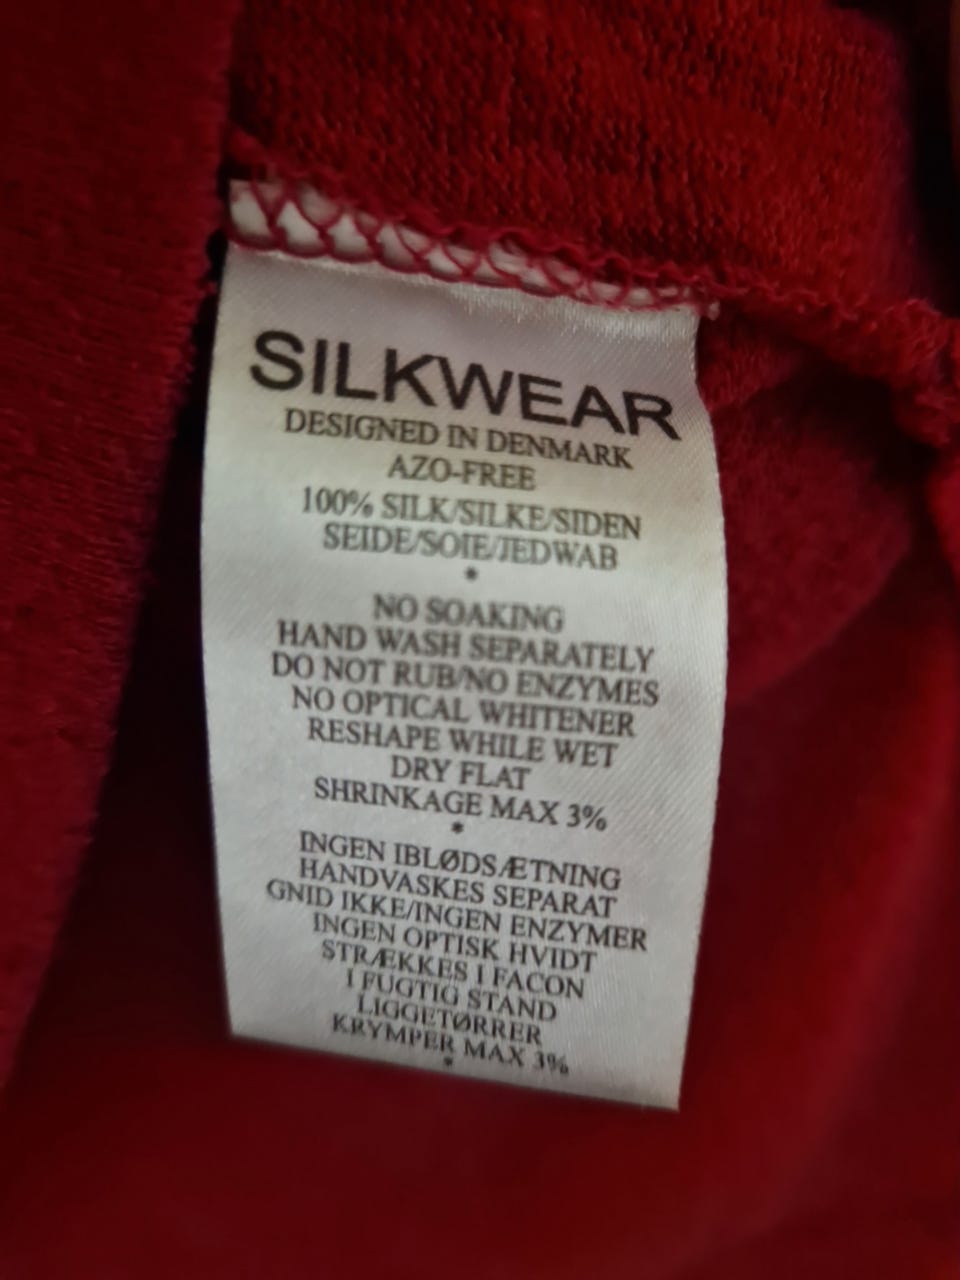 SILKWEAR
DESIGNED IN DENMARK
AZO-FREE
100% SILK/SILKE/SIDEN
SEIDE/SOIE/JEDWAB
*
NO SOAKING
HAND WASH SEPARATELY
DO NOT RUB/NO ENZYMES
NO OPTICAL WHITENER
RESHAPE WHILE WET
DRY FLAT
SHRINKAGE MAX 3%
*
INGEN IBLØDSÆTNING
HANDVASKES SEPARAT
GNID IKKE/INGEN ENZYMER
INGEN OPTISK HVIDT
STRÆKKES I FACON
I FUGTIG STAND
LIGGETØRRER
KRYMPER MAX 3%
*